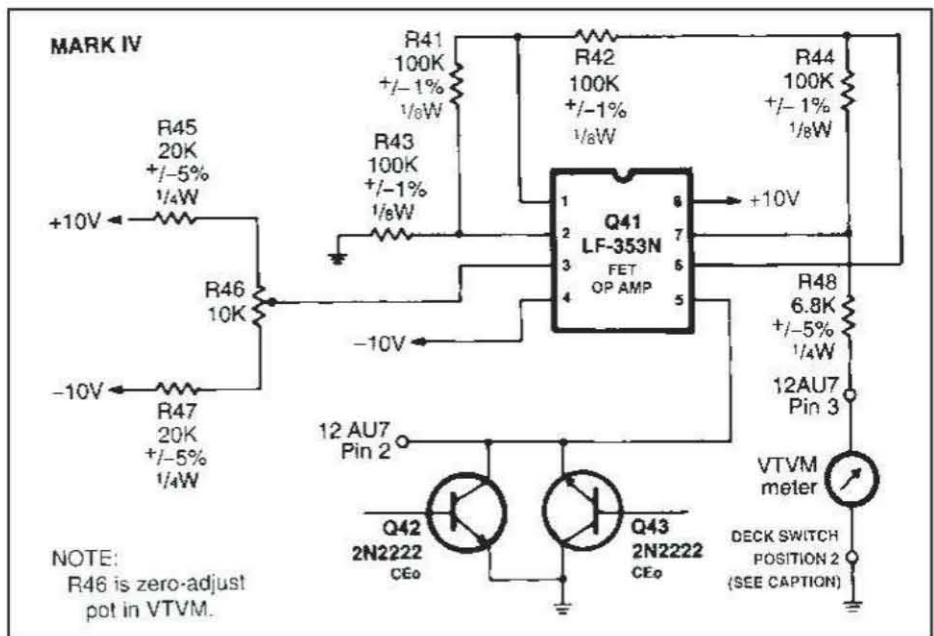 MARK IV
R41
100K
+/–1%
1/8W
R42
100K
+/–1%
1/8W
R44
100K
+/–1%
1/8W
R45
20K
+/–5%
1/4W
R43
100K
+/–1%
1/8W
+10V
R46
10K
–10V
R47
20K
+/–5%
1/4W
1
2
3
4
Q41
LF-353N
FET
OP AMP
8
7
6
5
+10V
–10V
R48
6.8K
+/–5%
1/4W
12AU7
Pin 3
12 AU7
Pin 2
VTVM
meter
Q42
2N2222
CEo
Q43
2N2222
CEo
DECK SWITCH
POSITION 2
(SEE CAPTION)
NOTE:
R46 is zero-adjust
pot in VTVM.